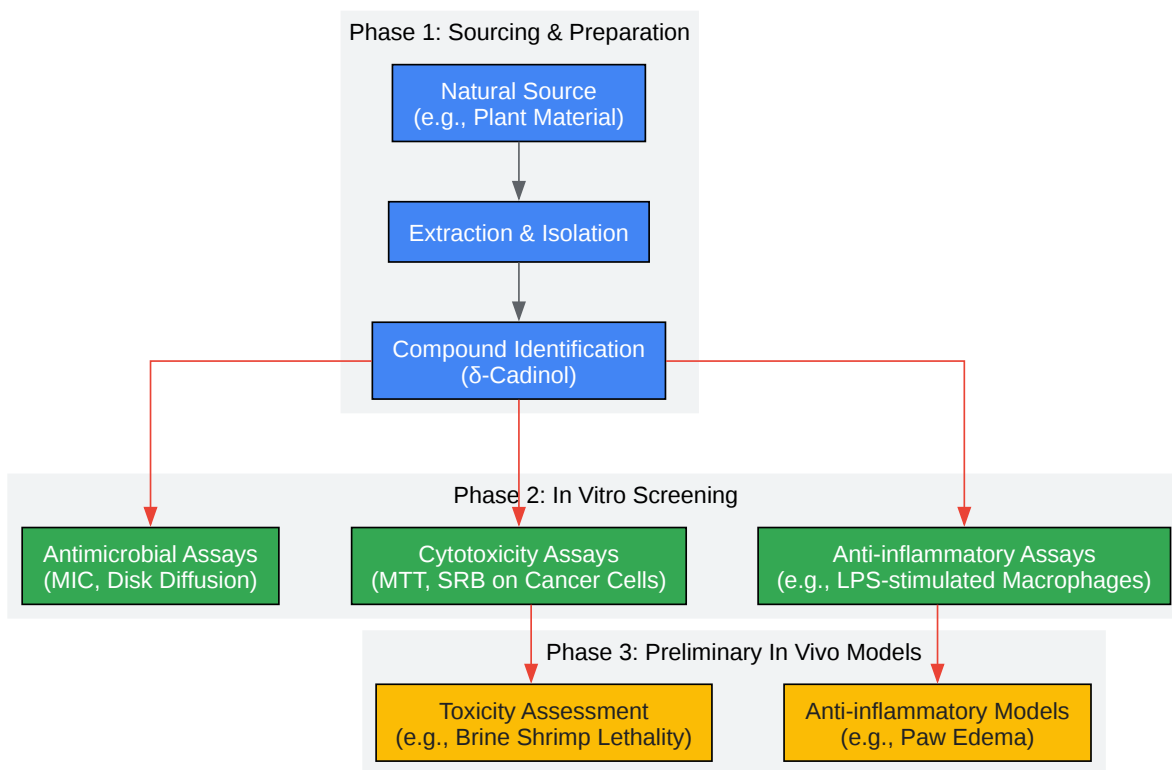 Phase 1: Sourcing & Preparation
Natural Source
(e.g., Plant Material)
Extraction & Isolation
Compound Identification
(δ-Cadinol)
Phase 2: In Vitro Screening
Antimicrobial Assays
(MIC, Disk Diffusion)
Cytotoxicity Assays
(MTT, SRB on Cancer Cells)
Anti-inflammatory Assays
(e.g., LPS-stimulated Macrophages)
Phase 3: Preliminary In Vivo Models
Toxicity Assessment
(e.g., Brine Shrimp Lethality)
Anti-inflammatory Models
(e.g., Paw Edema)